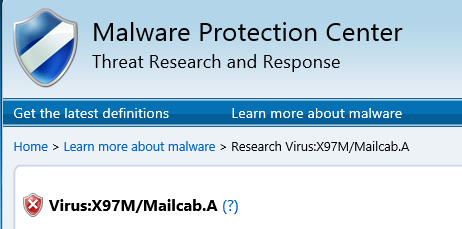 Malware Protection Center
Threat Research and Response
Get the latest definitions Learn more about malware
Home > Learn more about malware > Research Virus:X97M/Mailcab.A
Virus:X97M/Mailcab.A (?)